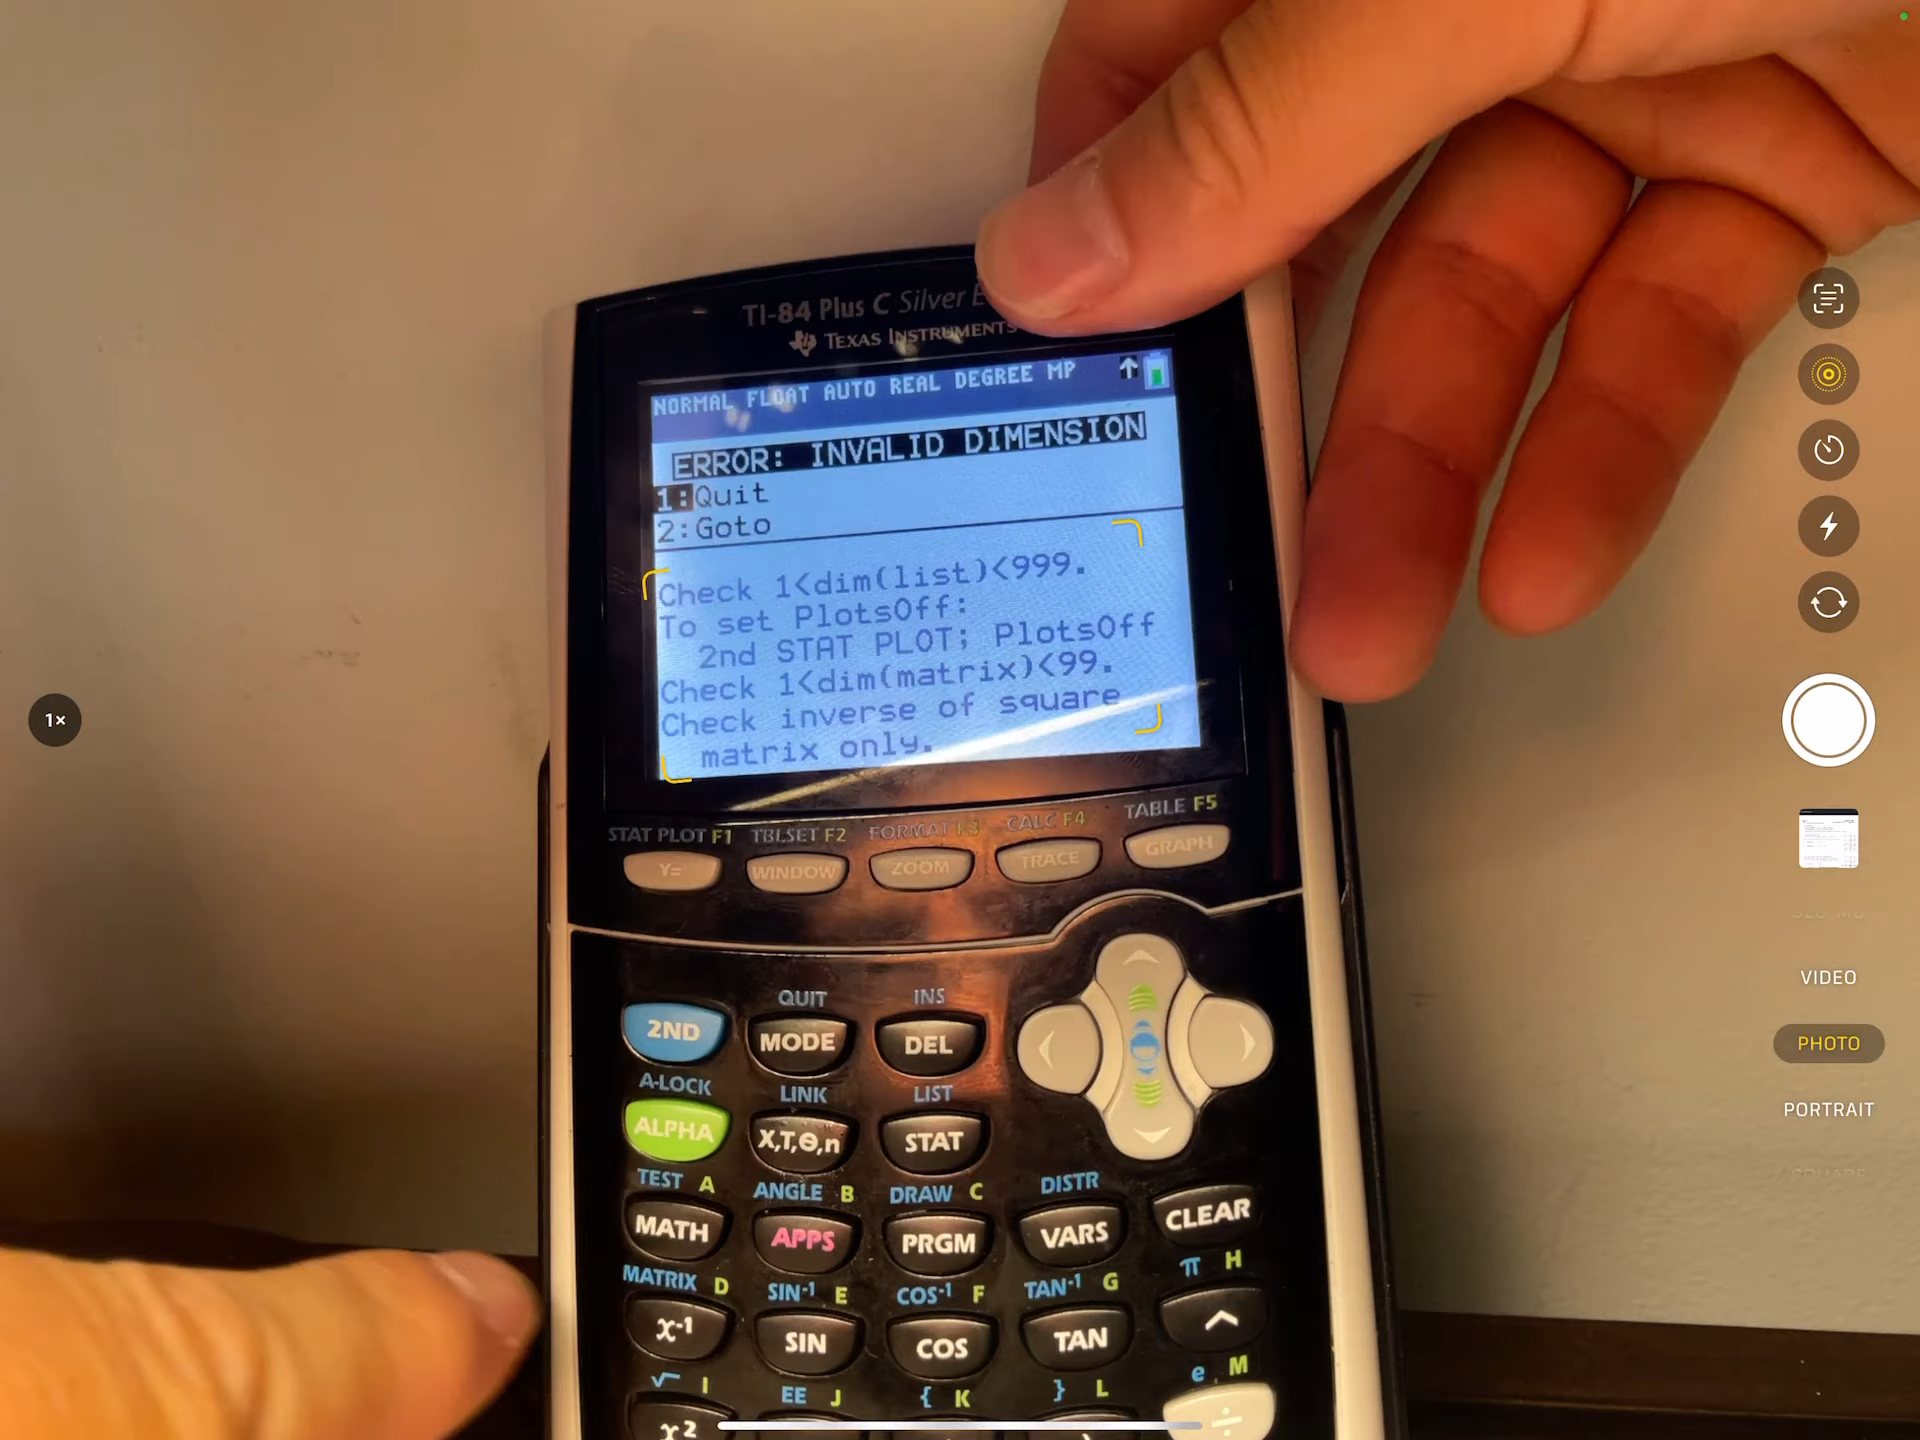 TI-84 Plus C Silver
TEXAS INSTRUMENTS
NORMAL FLOAT AUTO REAL DEGREE MP
ERROR: INVALID DIMENSION
1:Quit
2:Goto
Check 1<dim(list)<999.
To set PlotsOff:
2nd STAT PLOT; PlotsOff
Check 1<dim(matrix)<99.
Check inverse of square
matrix only.
STAT PLOT F1 TBLSET F2 FORMAT F3 CALC F4 TABLE F5
Y= WINDOW ZOOM TRACE GRAPH
QUIT INS
2ND MODE DEL
A-LOCK LINK LIST
ALPHA X,T,Θ,n STAT
TEST A ANGLE B DRAW C DISTR
MATH APPS PRGM VARS CLEAR
MATRIX D SIN⁻¹ E COS⁻¹ F TAN⁻¹ G π H
x⁻¹ SIN COS TAN ^
√ I EE J { K } L e M
x² ÷
1×
VIDEO
PHOTO
PORTRAIT